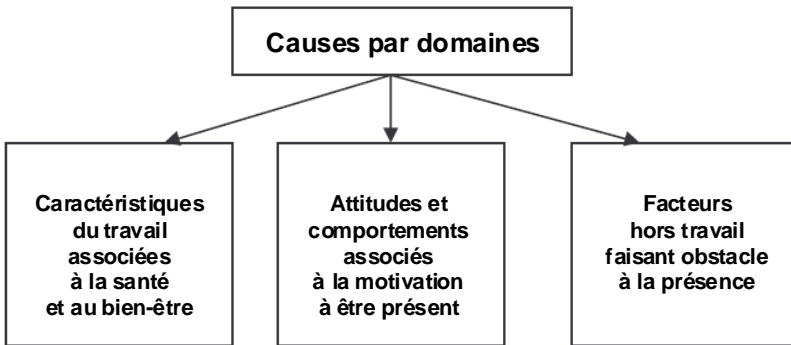 Causes par domaines
Caractéristiques
du travail
associées
à la santé
et au bien-être
Attitudes et
comportements
associés
à la motivation
à être présent
Facteurs
hors travail
faisant obstacle
à la présence